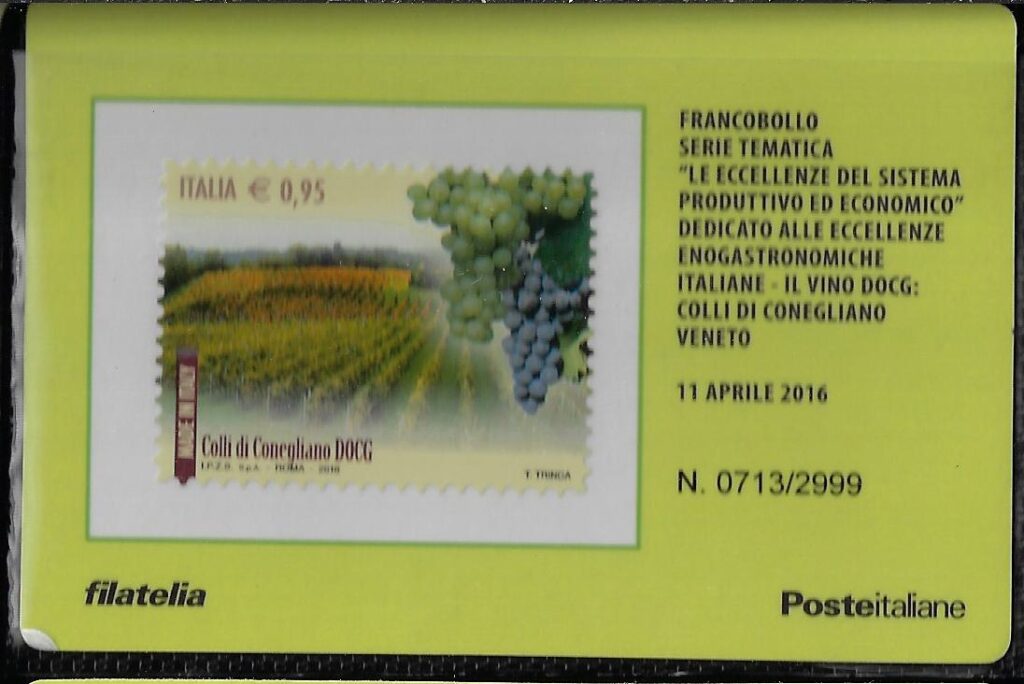 ITALIA € 0,95
MADE IN ITALY
Colli di Conegliano DOCG
I.P.Z.S. S.p.A. - ROMA - 2016
T. TRINCA
FRANCOBOLLO
SERIE TEMATICA
"LE ECCELLENZE DEL SISTEMA
PRODUTTIVO ED ECONOMICO"
DEDICATO ALLE ECCELLENZE
ENOGASTRONOMICHE
ITALIANE - IL VINO DOCG:
COLLI DI CONEGLIANO
VENETO
11 APRILE 2016
N. 0713/2999
filatelia
Posteitaliane